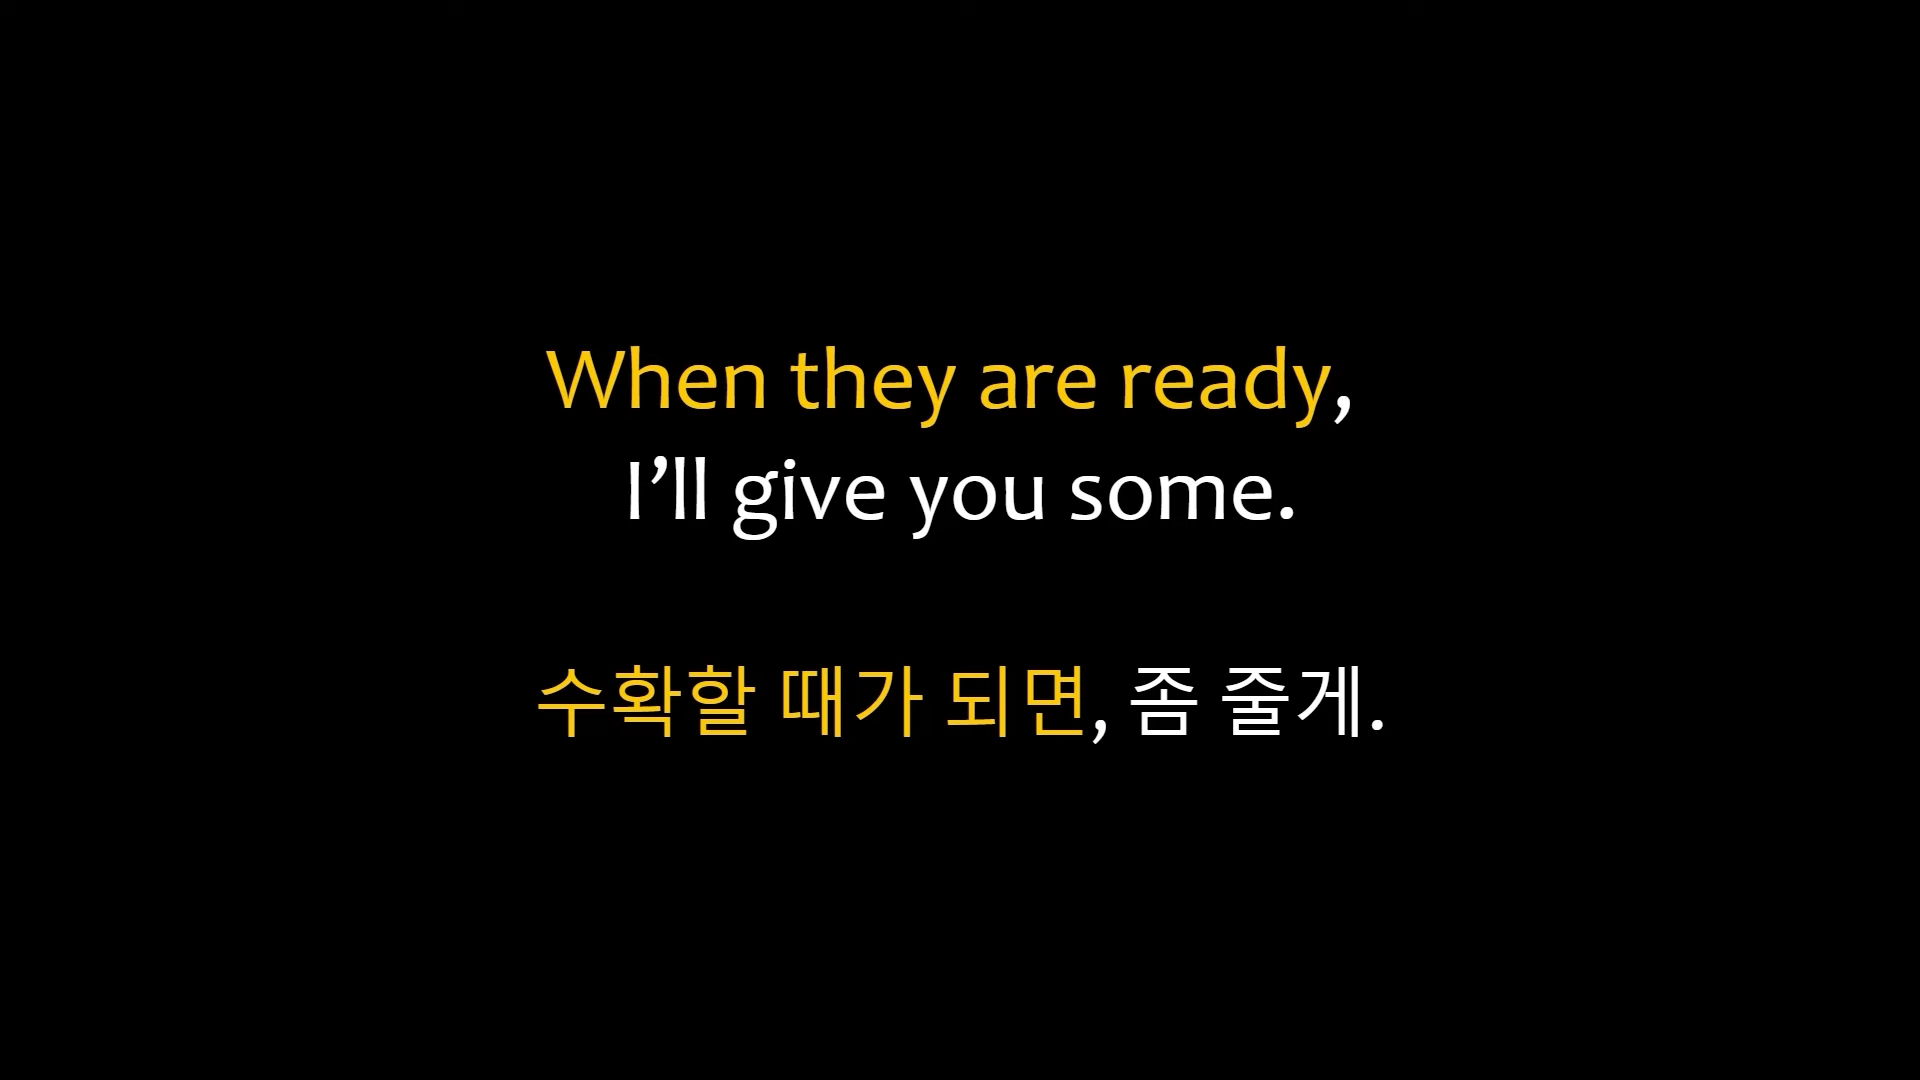 When they are ready,
I’ll give you some.
수확할 때가 되면, 좀 줄게.